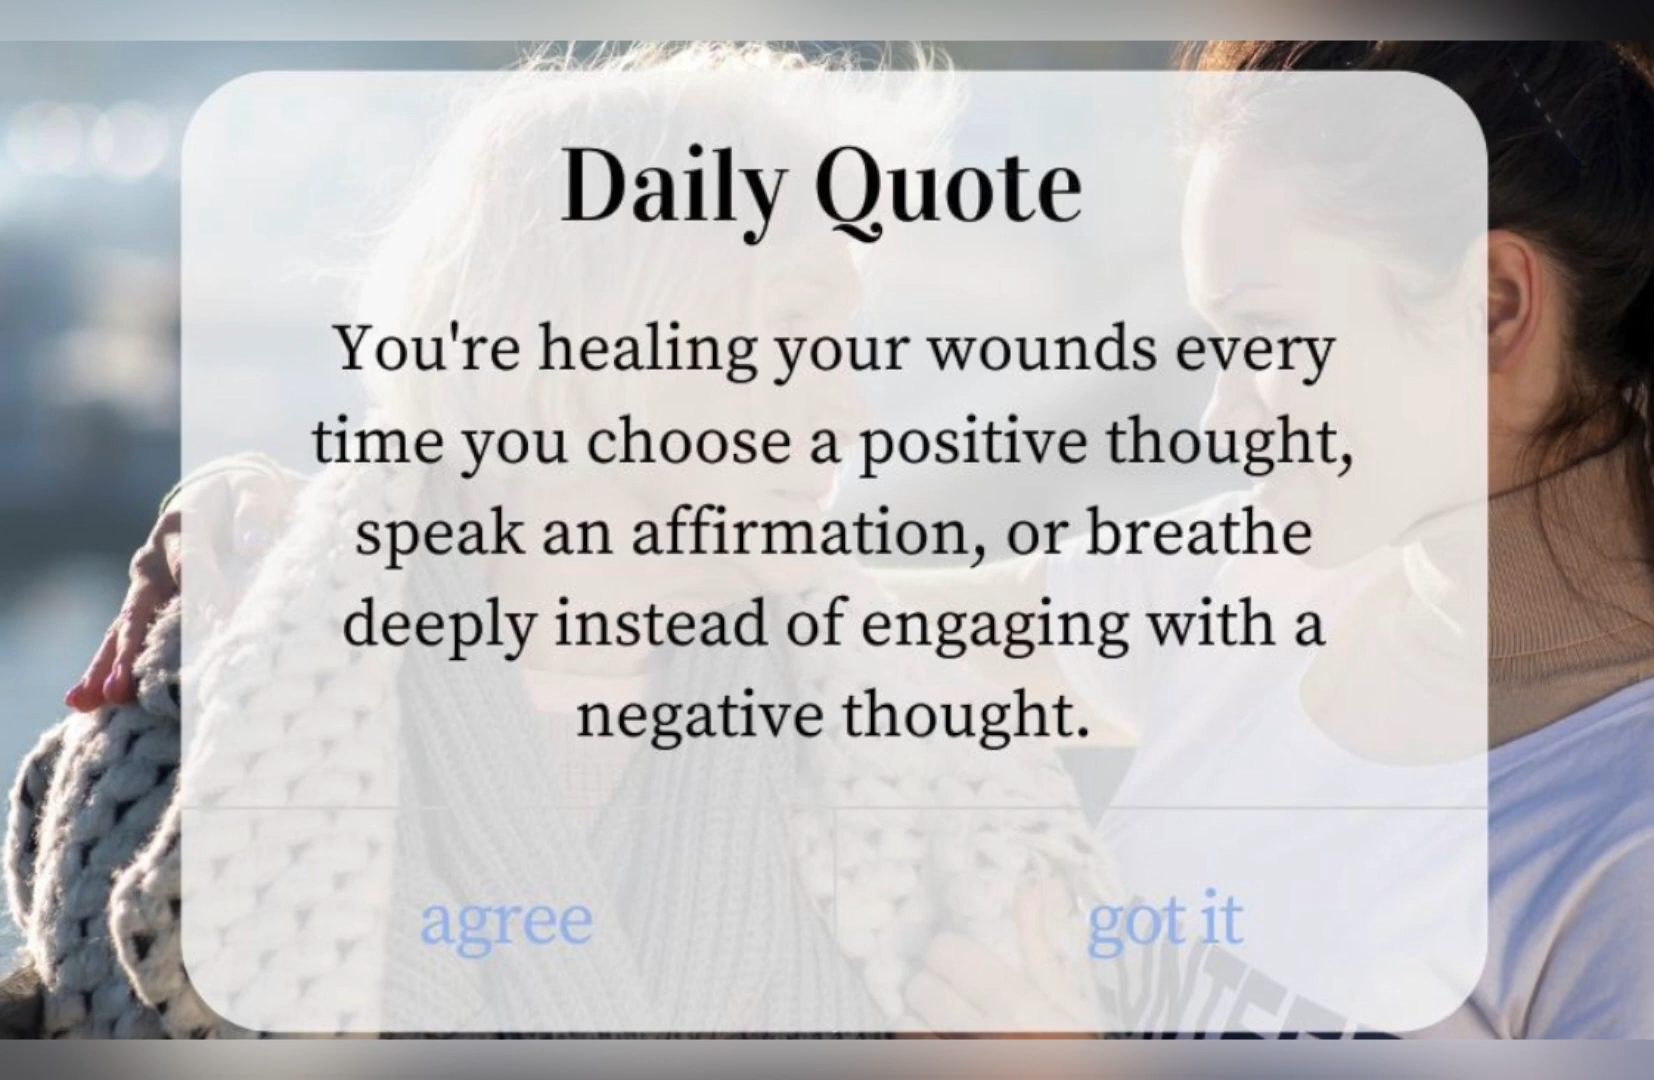 Daily Quote
You're healing your wounds every
time you choose a positive thought,
speak an affirmation, or breathe
deeply instead of engaging with a
negative thought.
agree
got it